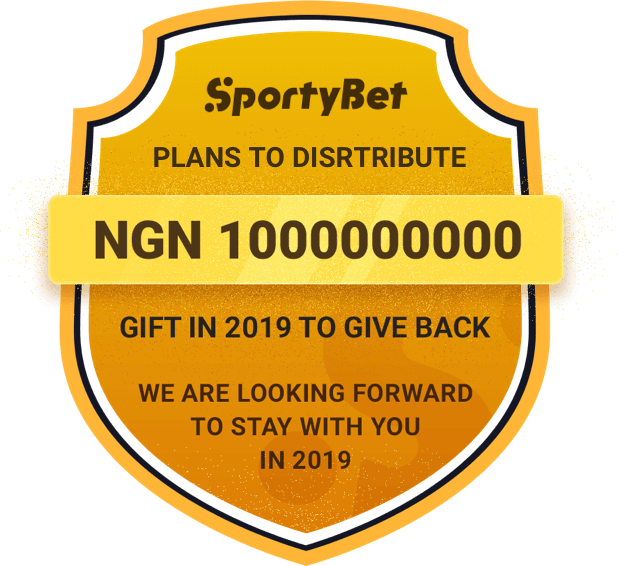 SportyBet
PLANS TO DISRTRIBUTE
NGN 1000000000
GIFT IN 2019 TO GIVE BACK
WE ARE LOOKING FORWARD
TO STAY WITH YOU
IN 2019